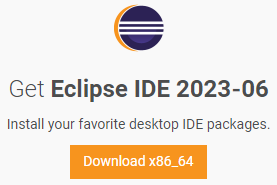 Get Eclipse IDE 2023-06
Install your favorite desktop IDE packages.
Download x86_64